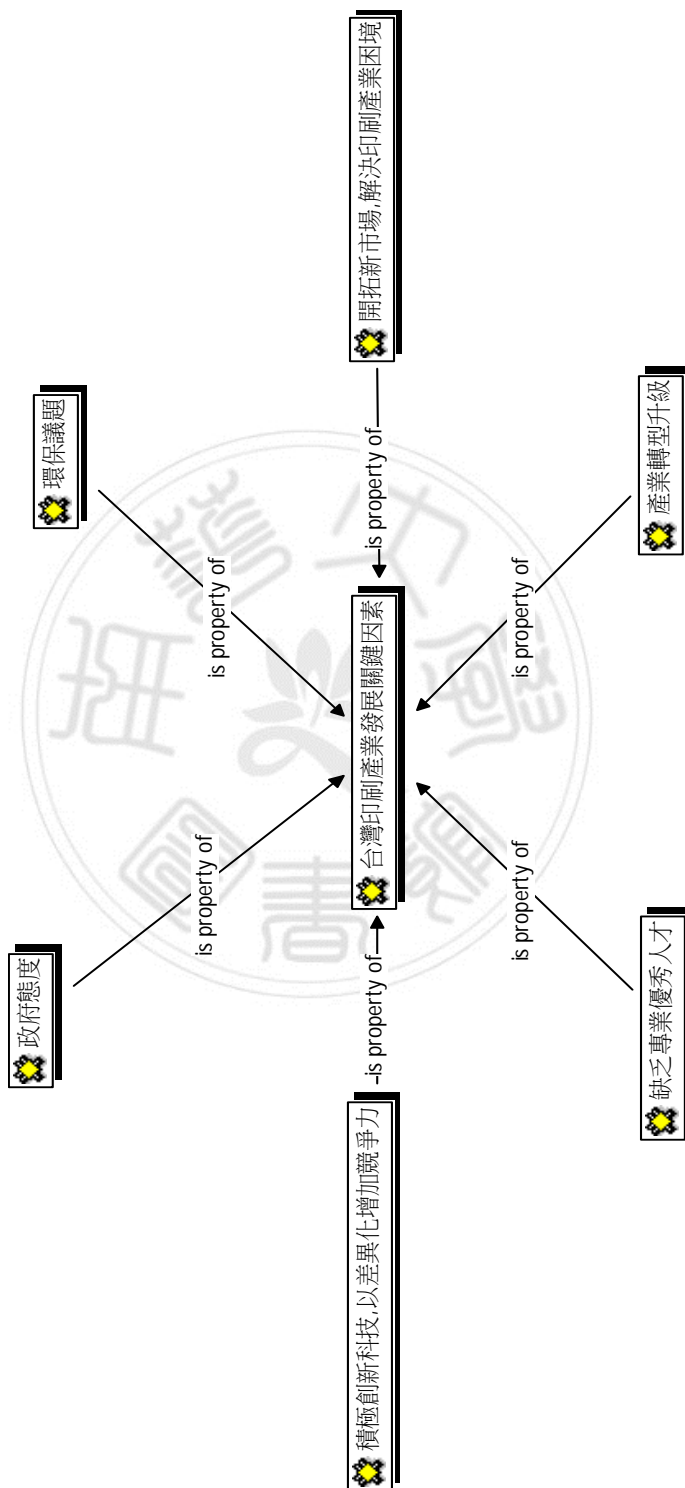 政府態度
環保議題
is property of
is property of
積極創新科技,以差異化增加競爭力
is property of
台灣印刷產業發展關鍵因素
is property of
開拓新市場,解決印刷產業困境
is property of
is property of
缺乏專業優秀人才
產業轉型升級